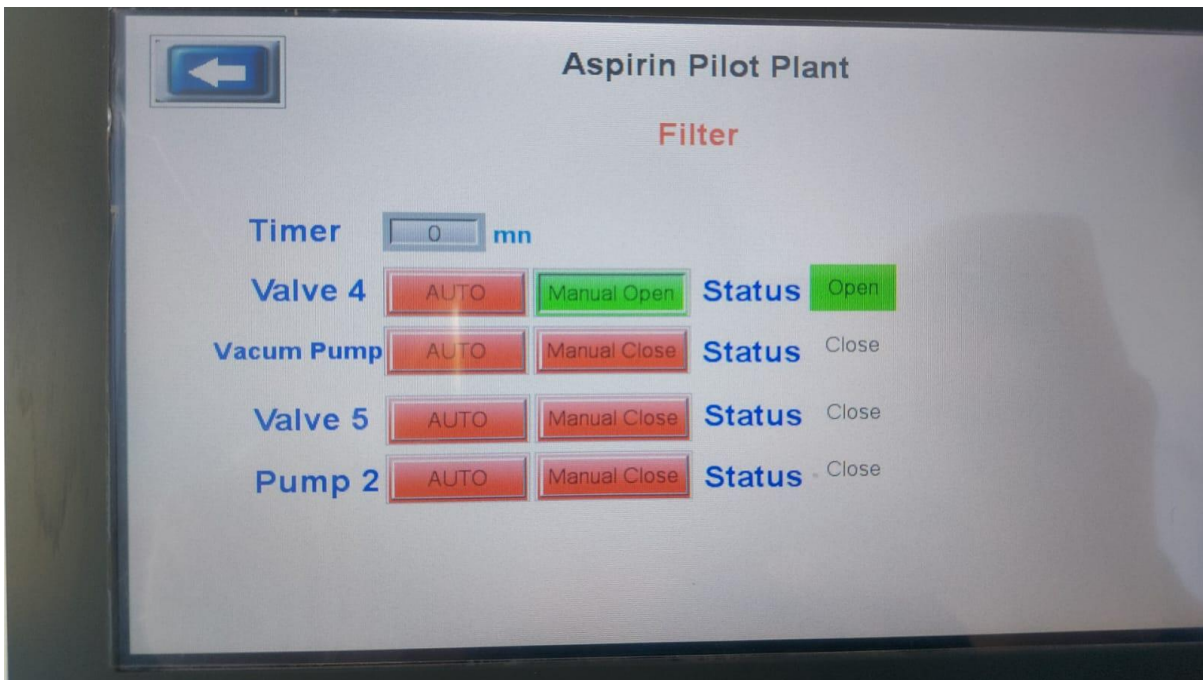 Aspirin Pilot Plant
Filter
Timer 0 mn
Valve 4 AUTO Manual Open Status Open
Vacum Pump AUTO Manual Close Status Close
Valve 5 AUTO Manual Close Status Close
Pump 2 AUTO Manual Close Status Close